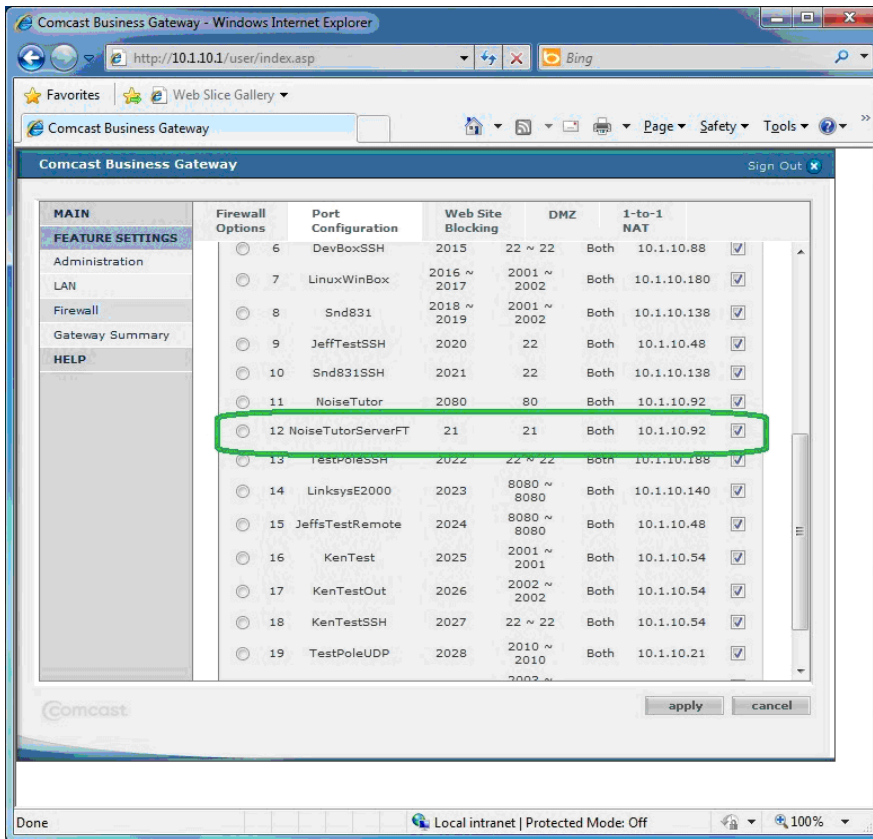 Comcast Business Gateway - Windows Internet Explorer
http://10.1.10.1/user/index.asp
Bing
Favorites Web Slice Gallery
Comcast Business Gateway
Page Safety Tools
Comcast Business Gateway Sign Out
MAIN
FEATURE SETTINGS
Administration
LAN
Firewall
Gateway Summary
HELP
Firewall Options Port Configuration Web Site Blocking DMZ 1-to-1 NAT
6 DevBoxSSH 2015 22 ~ 22 Both 10.1.10.88
7 LinuxWinBox 2016 ~ 2017 2001 ~ 2002 Both 10.1.10.180
8 Snd831 2018 ~ 2019 2001 ~ 2002 Both 10.1.10.138
9 JeffTestSSH 2020 22 Both 10.1.10.48
10 Snd831SSH 2021 22 Both 10.1.10.138
11 NoiseTutor 2080 80 Both 10.1.10.92
12 NoiseTutorServerFT 21 21 Both 10.1.10.92
13 TestPoleSSH 2022 22 ~ 22 Both 10.1.10.188
14 LinksysE2000 2023 8080 ~ 8080 Both 10.1.10.140
15 JeffsTestRemote 2024 8080 ~ 8080 Both 10.1.10.48
16 KenTest 2025 2001 ~ 2001 Both 10.1.10.54
17 KenTestOut 2026 2002 ~ 2002 Both 10.1.10.54
18 KenTestSSH 2027 22 ~ 22 Both 10.1.10.54
19 TestPoleUDP 2028 2010 ~ 2010 Both 10.1.10.21
2003 ~
Comcast
apply cancel
Done Local intranet | Protected Mode: Off 100%